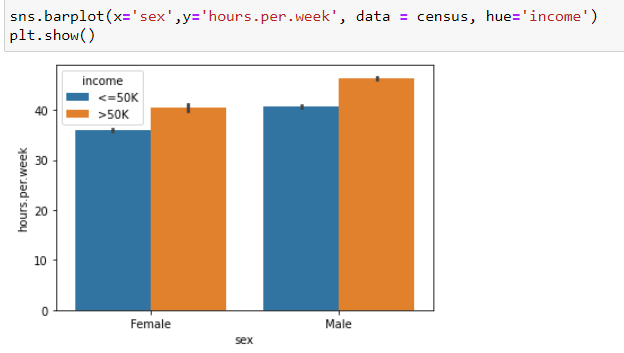 sns.barplot(x='sex',y='hours.per.week', data = census, hue='income')
plt.show()
income
<=50K
>50K
40
30
20
10
0
hours.per.week
Female Male
sex